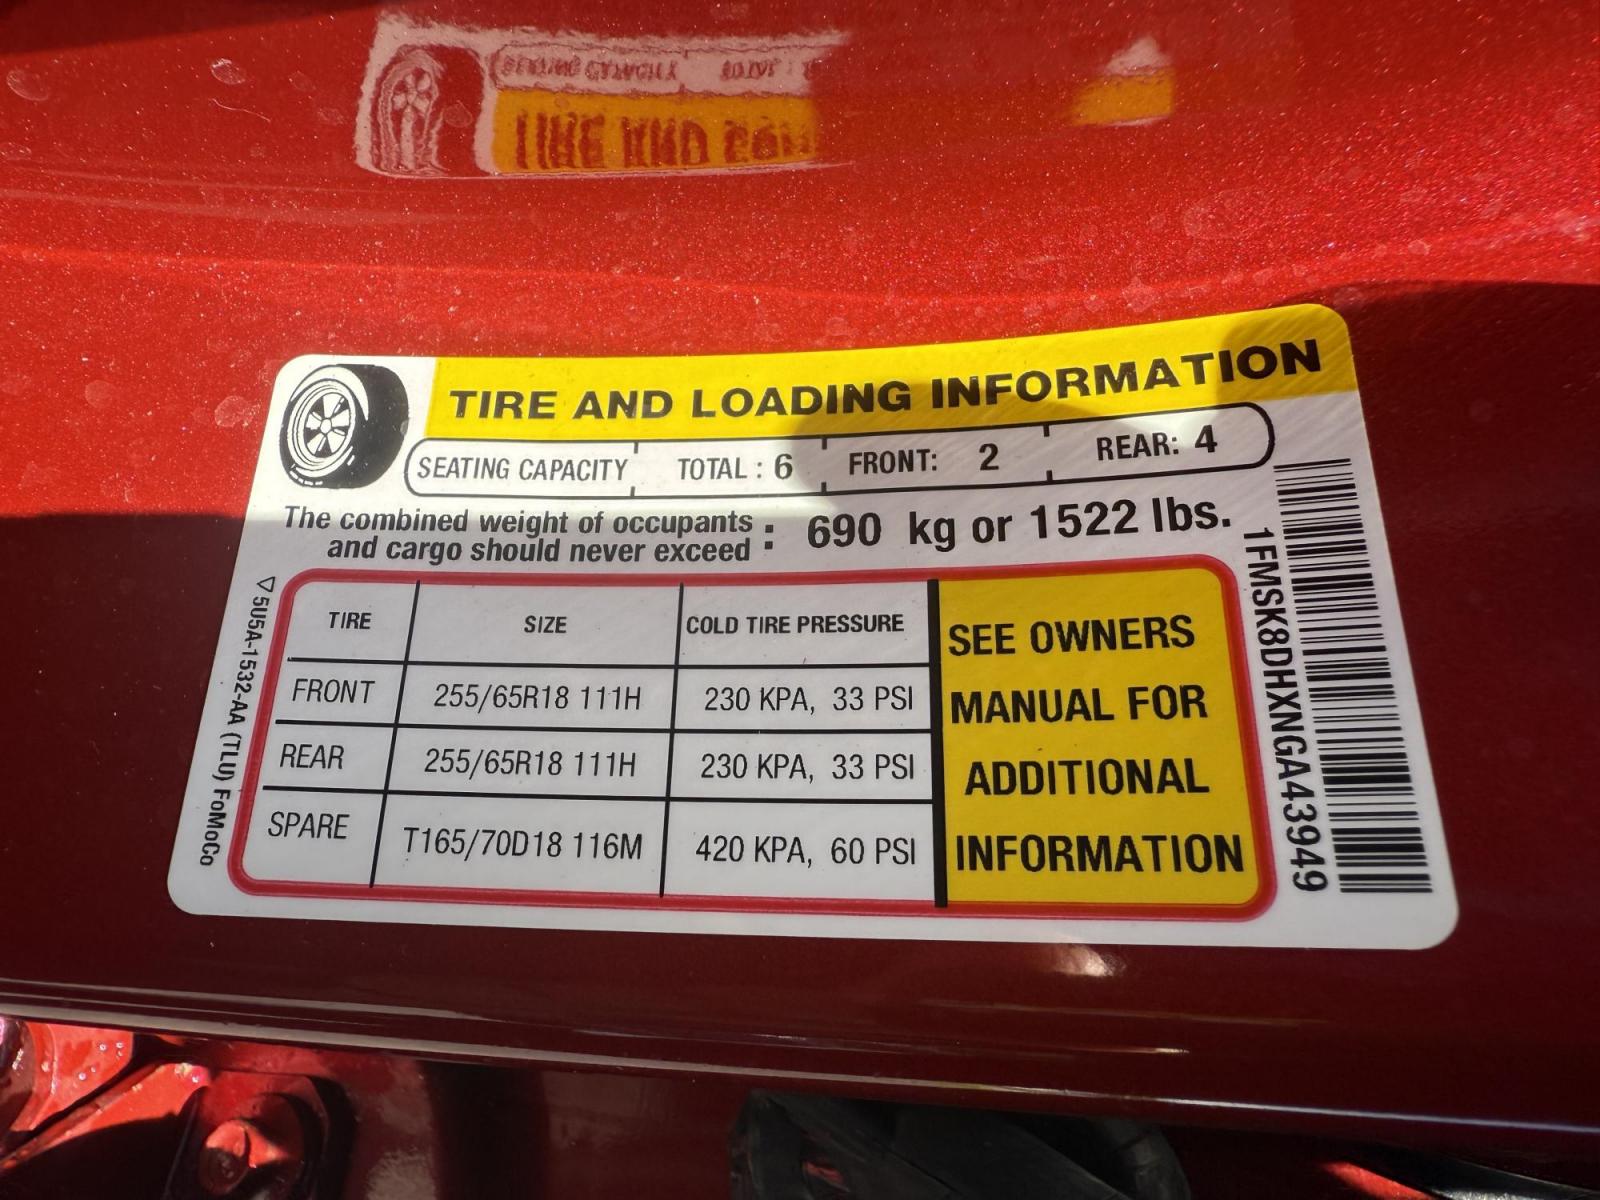 TIRE AND LOADING INFORMATION
SEATING CAPACITY TOTAL : 6 FRONT: 2 REAR: 4
The combined weight of occupants
and cargo should never exceed : 690 kg or 1522 lbs.
TIRE SIZE COLD TIRE PRESSURE
FRONT 255/65R18 111H 230 KPA, 33 PSI
REAR 255/65R18 111H 230 KPA, 33 PSI
SPARE T165/70D18 116M 420 KPA, 60 PSI
SEE OWNERS
MANUAL FOR
ADDITIONAL
INFORMATION
5U5A-1532-AA (TLU) FoMoCo
1FMSK8DHXNGA43949